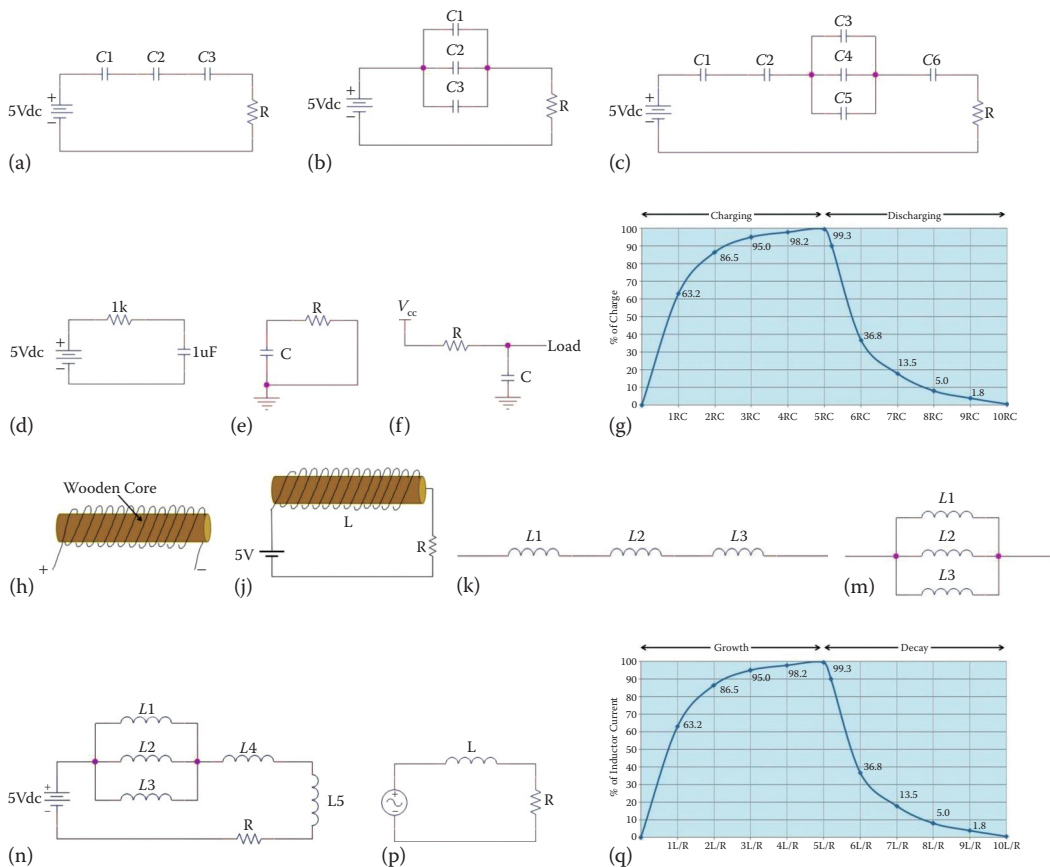 C1 C2 C3
5Vdc + − R
(a)
C1
C2
C3
5Vdc + − R
(b)
C3
C1 C2 C4 C6
C5
5Vdc + − R
(c)
1k
5Vdc + − 1uF
(d)
R
C
(e)
Vcc
R Load
C
(f)
Charging Discharging
% of Charge
100
90
80
70
60
50
40
30
20
10
0
63.2 86.5 95.0 98.2 99.3 36.8 13.5 5.0 1.8
1RC 2RC 3RC 4RC 5RC 6RC 7RC 8RC 9RC 10RC
(g)
Wooden Core
+ −
(h)
L
5V R
(j)
L1 L2 L3
(k)
L1
L2
L3
(m)
L1
L2 L4
L3
5Vdc + − L5
R
(n)
L
+ R
(p)
Growth Decay
% of Inductor Current
100
90
80
70
60
50
40
30
20
10
0
63.2 86.5 95.0 98.2 99.3 36.8 13.5 5.0 1.8
1L/R 2L/R 3L/R 4L/R 5L/R 6L/R 7L/R 8L/R 9L/R 10L/R
(q)